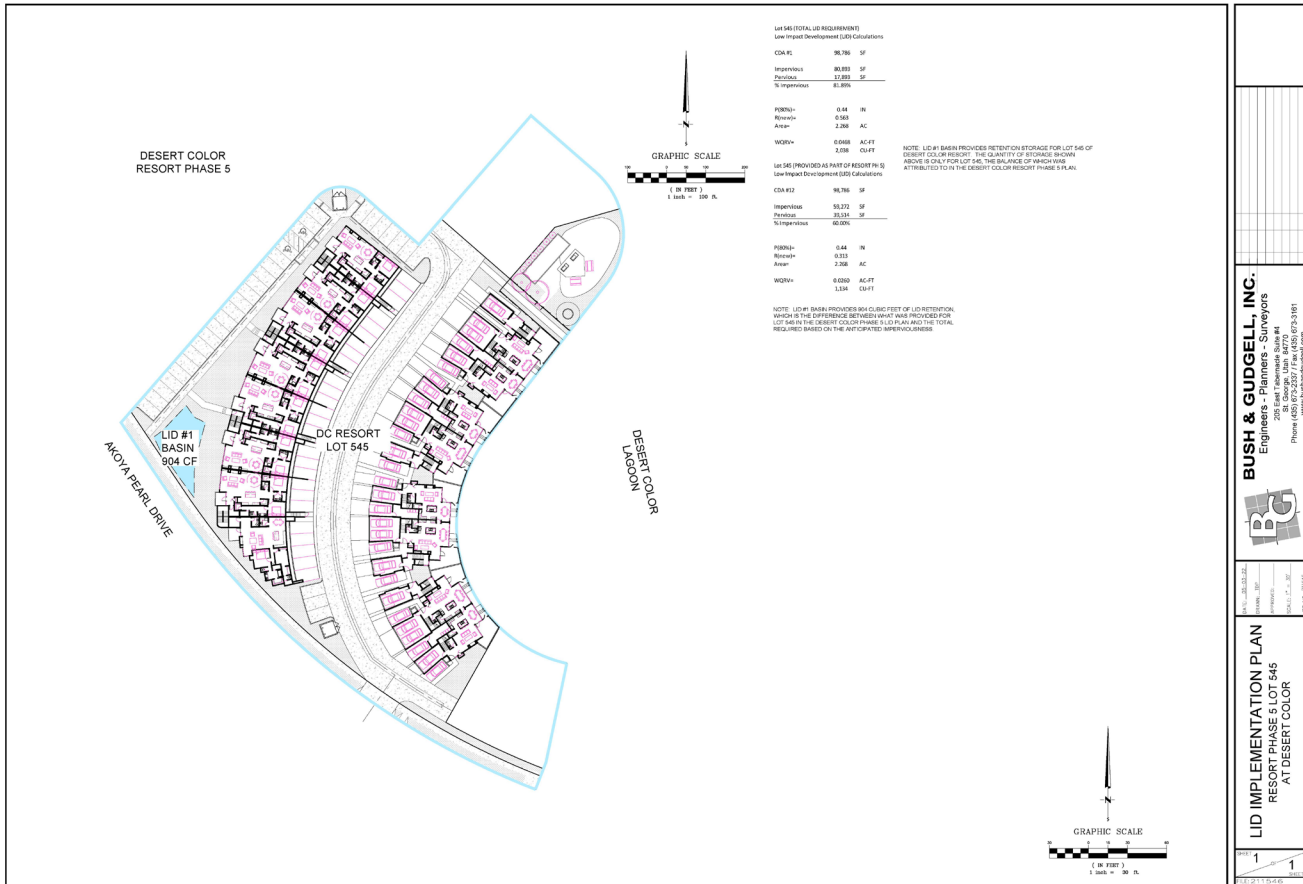 Lot 545 (TOTAL LID REQUIREMENT)
Low Impact Development (LID) Calculations
CDA #1 98,786 SF
Impervious 80,893 SF
Pervious 17,893 SF
% Impervious 81.89%
P(80%)= 0.44 IN
R(new)= 0.563
Area= 2.268 AC
WQRV= 0.0468 AC-FT
2,038 CU-FT
Lot 545 (PROVIDED AS PART OF RESORT PH 5)
Low Impact Development (LID) Calculations
CDA #12 98,786 SF
Impervious 59,272 SF
Pervious 39,514 SF
% Impervious 60.00%
P(80%)= 0.44 IN
R(new)= 0.313
Area= 2.268 AC
WQRV= 0.0260 AC-FT
1,134 CU-FT
NOTE: LID #1 BASIN PROVIDES 904 CUBIC FEET OF LID RETENTION,
WHICH IS THE DIFFERENCE BETWEEN WHAT WAS PROVIDED FOR
LOT 545 IN THE DESERT COLOR PHASE 5 LID PLAN AND THE TOTAL
REQUIRED BASED ON THE ANTICIPATED IMPERVIOUSNESS.
NOTE: LID #1 BASIN PROVIDES RETENTION STORAGE FOR LOT 545 OF
DESERT COLOR RESORT. THE QUANTITY OF STORAGE SHOWN
ABOVE IS ONLY FOR LOT 545, THE BALANCE OF WHICH WAS
ATTRIBUTED TO IN THE DESERT COLOR RESORT PHASE 5 PLAN.
N
GRAPHIC SCALE
( IN FEET )
1 inch = 100 ft.
DESERT COLOR
RESORT PHASE 5
LID #1
BASIN
904 CF
DC RESORT
LOT 545
DESERT COLOR
LAGOON
AKOYA PEARL DRIVE
N
GRAPHIC SCALE
( IN FEET )
1 inch = 30 ft.
BUSH & GUDGELL, INC.
Engineers - Planners - Surveyors
205 East Tabernacle Suite #4
St. George, Utah 84770
Phone (435) 673-2337 / Fax (435) 673-3161
BG
LID IMPLEMENTATION PLAN
RESORT PHASE 5 LOT 545
AT DESERT COLOR
SHEET 1
1
FILE: 211546